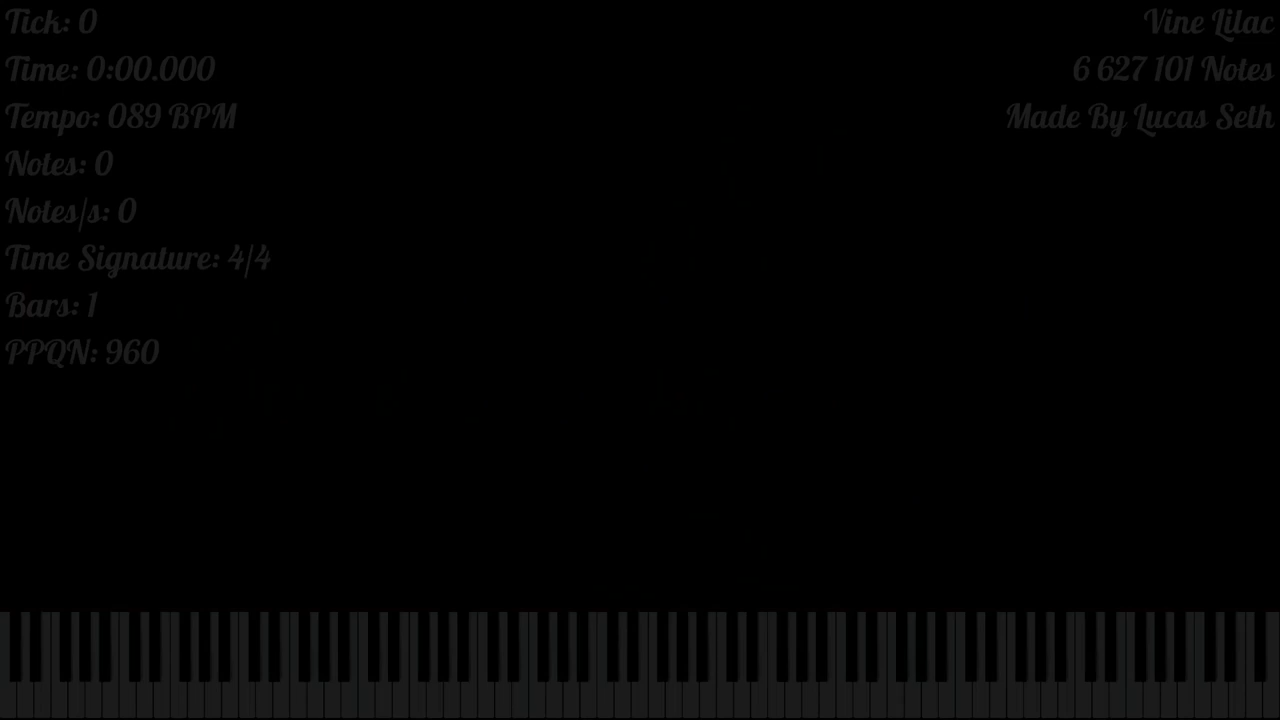 Tick: 0
Time: 0:00.000
Tempo: 089 BPM
Notes: 0
Notes/s: 0
Time Signature: 4/4
Bars: 1
PPQN: 960
Vine Lilac
6 627 101 Notes
Made By Lucas Seth